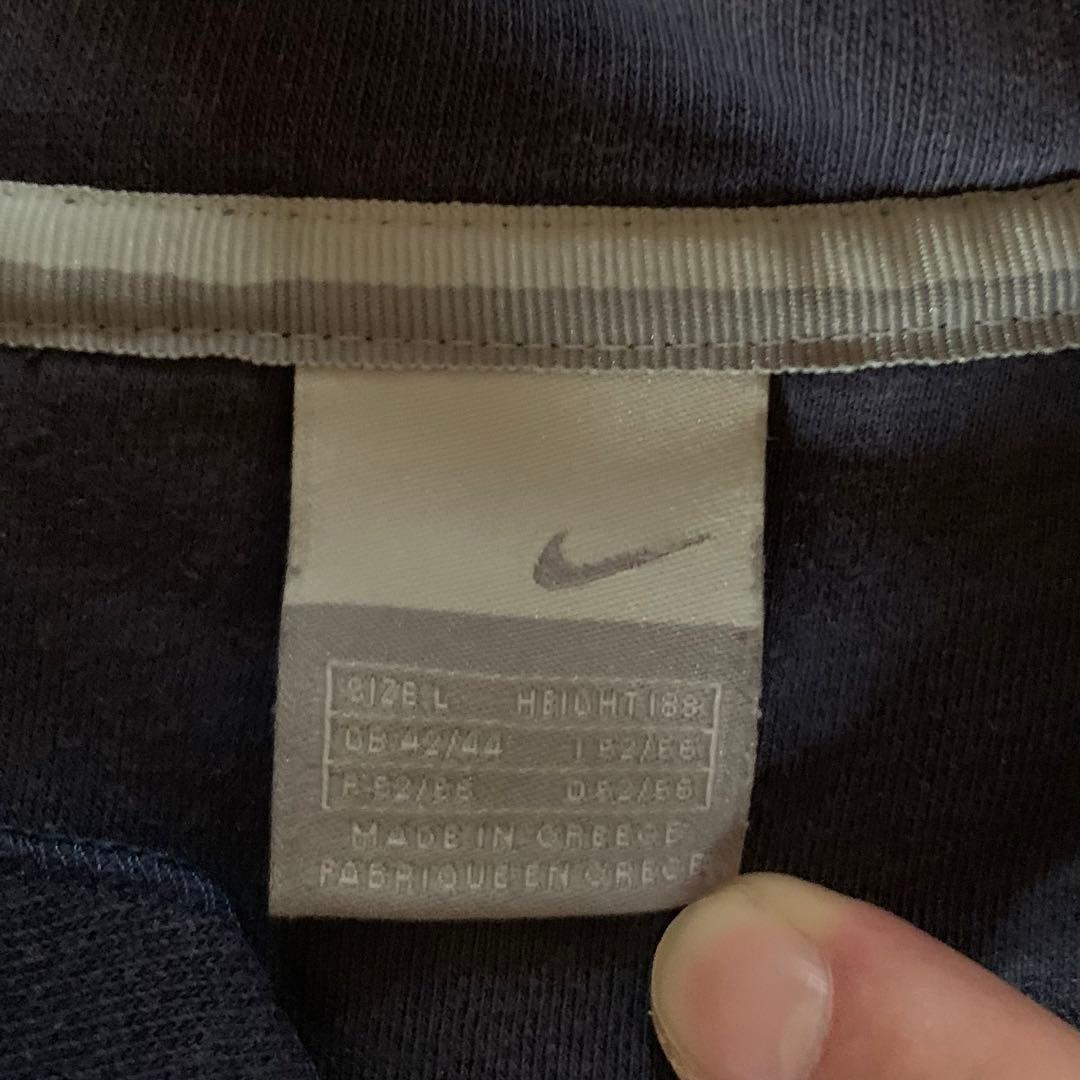 SIZE L HEIGHT 188
GB 42/44 I 52/56
F 52/56 D 52/56
MADE IN GREECE
FABRIQUE EN GRECE